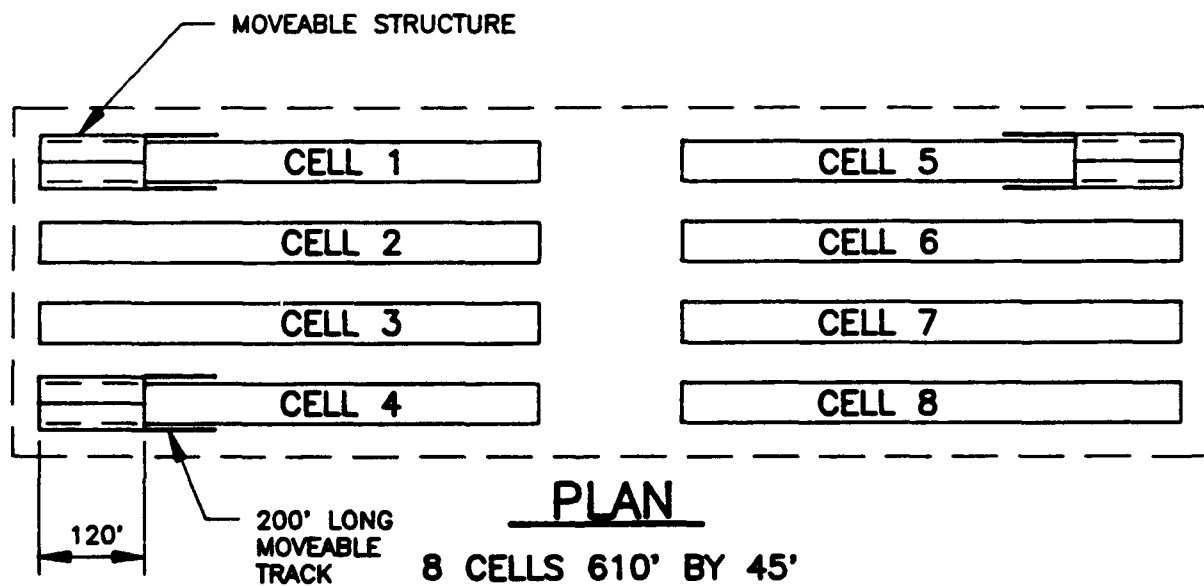 MOVEABLE STRUCTURE
CELL 1
CELL 5
CELL 2
CELL 6
CELL 3
CELL 7
CELL 4
CELL 8
120'
200' LONG
MOVEABLE
TRACK
PLAN
8 CELLS 610' BY 45'